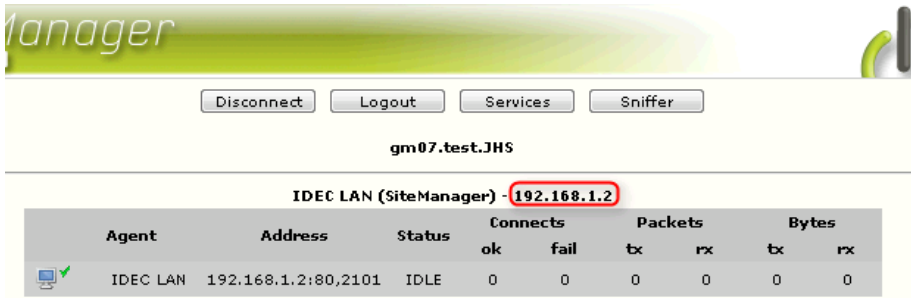 Manager
Disconnect Logout Services Sniffer
gm07.test.JHS
IDEC LAN (SiteManager) - 192.168.1.2
Agent Address Status Connects Packets Bytes
ok fail tx rx tx rx
IDEC LAN 192.168.1.2:80,2101 IDLE 0 0 0 0 0 0